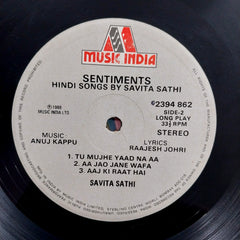 MUSIC INDIA
SENTIMENTS
HINDI SONGS BY SAVITA SATHI
℗ 1988
MUSIC INDIA LTD.
2394 862
SIDE-2
LONG PLAY
33⅓ RPM
STEREO
MUSIC
ANUJ KAPPU
LYRICS
RAAJESH JOHRI
1. TU MUJHE YAAD NA AA
2. AA JAO JANE WAFA
3. AAJ KI RAAT HAI
SAVITA SATHI